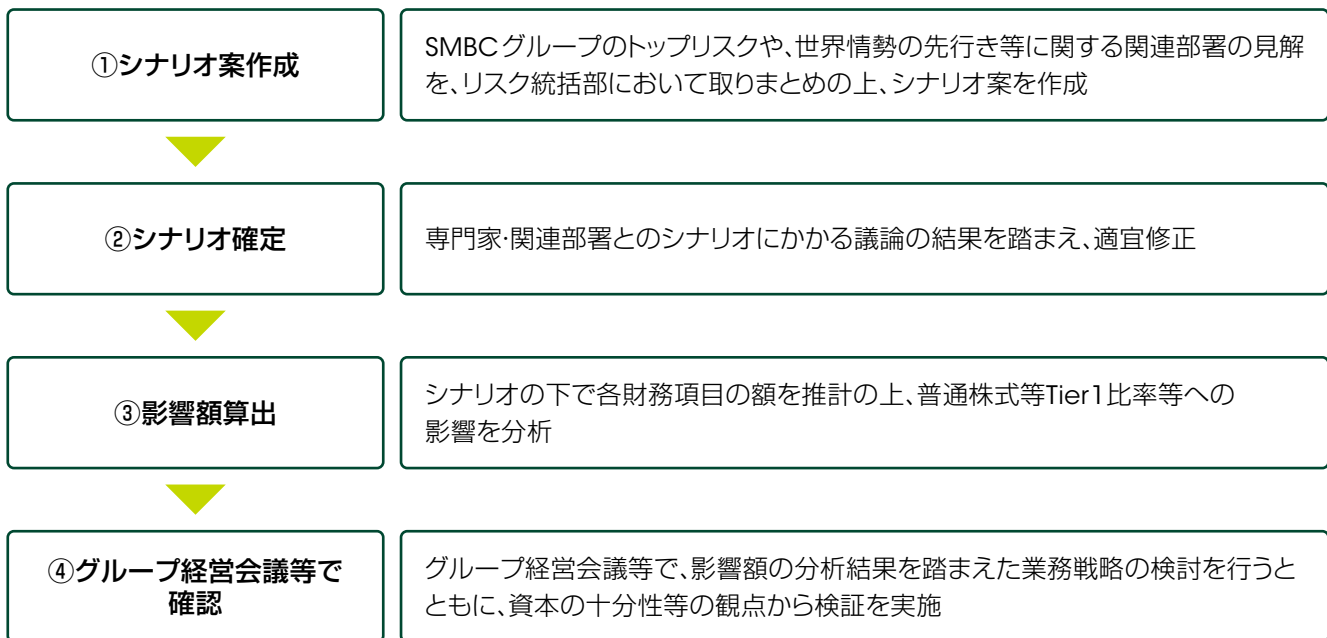 ①シナリオ案作成
SMBCグループのトップリスクや、世界情勢の先行き等に関する関連部署の見解
を、リスク統括部において取りまとめの上、シナリオ案を作成
②シナリオ確定
専門家・関連部署とのシナリオにかかる議論の結果を踏まえ、適宜修正
③影響額算出
シナリオの下で各財務項目の額を推計の上、普通株式等Tier1比率等への
影響を分析
④グループ経営会議等で
確認
グループ経営会議等で、影響額の分析結果を踏まえた業務戦略の検討を行うと
ともに、資本の十分性等の観点から検証を実施